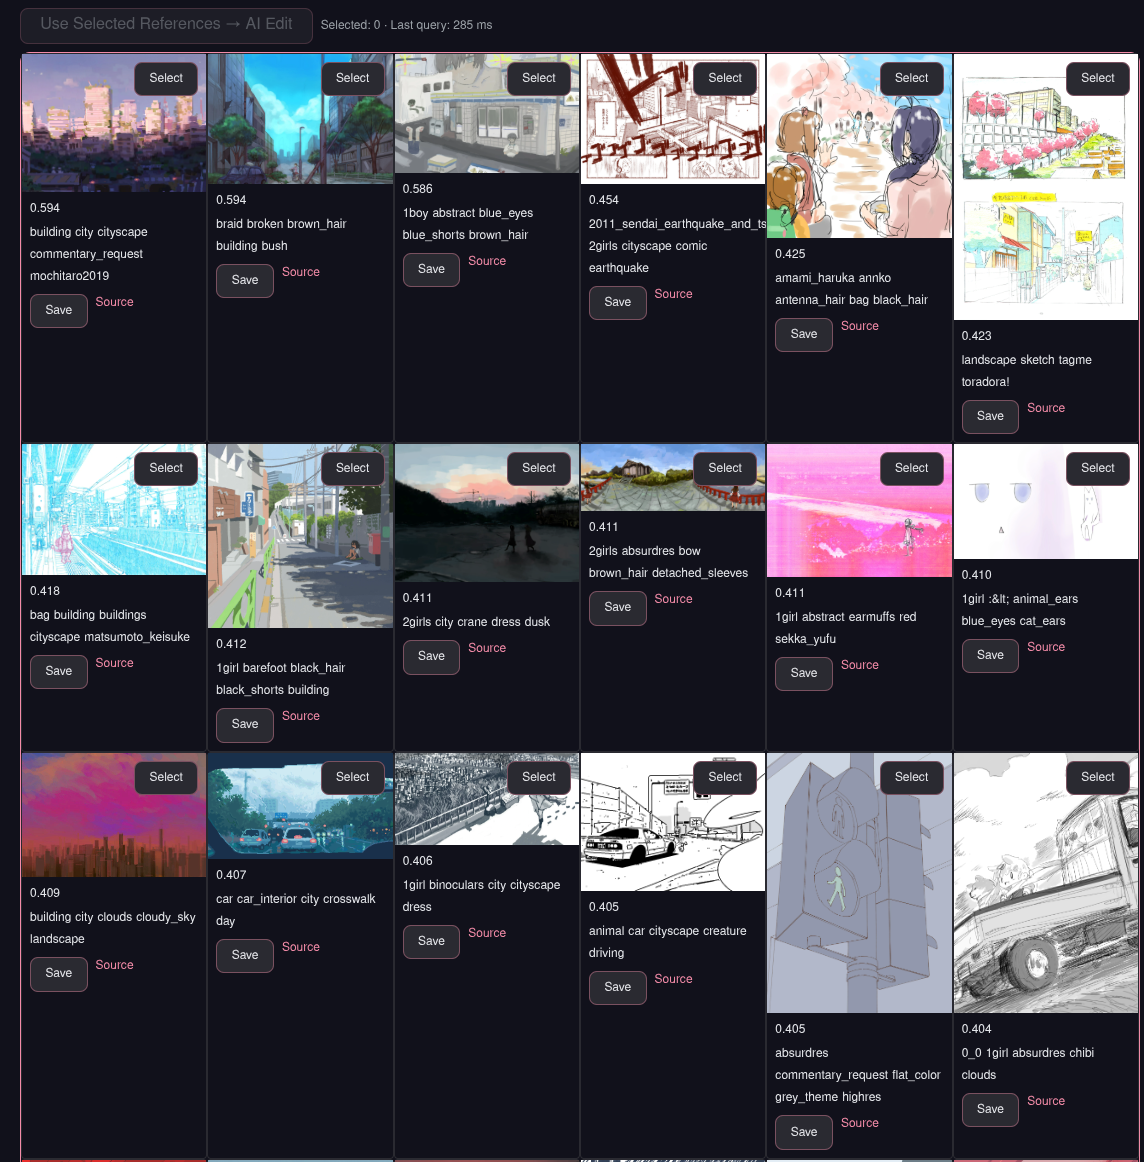 Use Selected References → AI Edit
Selected: 0 · Last query: 285 ms
Select
Select
Select
Select
Select
Select
0.594
building city cityscape
commentary_request
mochitaro2019
Save
Source
0.594
braid broken brown_hair
building bush
Save
Source
0.586
1boy abstract blue_eyes
blue_shorts brown_hair
Save
Source
0.454
2011_sendai_earthquake_and_ts
2girls cityscape comic
earthquake
Save
Source
0.425
amami_haruka annko
antenna_hair bag black_hair
Save
Source
0.423
landscape sketch tagme
toradora!
Save
Source
Select
Select
Select
Select
Select
Select
0.418
bag building buildings
cityscape matsumoto_keisuke
Save
Source
0.412
1girl barefoot black_hair
black_shorts building
Save
Source
0.411
2girls city crane dress dusk
Save
Source
0.411
2girls absurdres bow
brown_hair detached_sleeves
Save
Source
0.411
1girl abstract earmuffs red
sekka_yufu
Save
Source
0.410
1girl :&lt; animal_ears
blue_eyes cat_ears
Save
Source
Select
Select
Select
Select
Select
Select
0.409
building city clouds cloudy_sky
landscape
Save
Source
0.407
car car_interior city crosswalk
day
Save
Source
0.406
1girl binoculars city cityscape
dress
Save
Source
0.405
animal car cityscape creature
driving
Save
Source
0.405
absurdres
commentary_request flat_color
grey_theme highres
Save
Source
0.404
0_0 1girl absurdres chibi
clouds
Save
Source